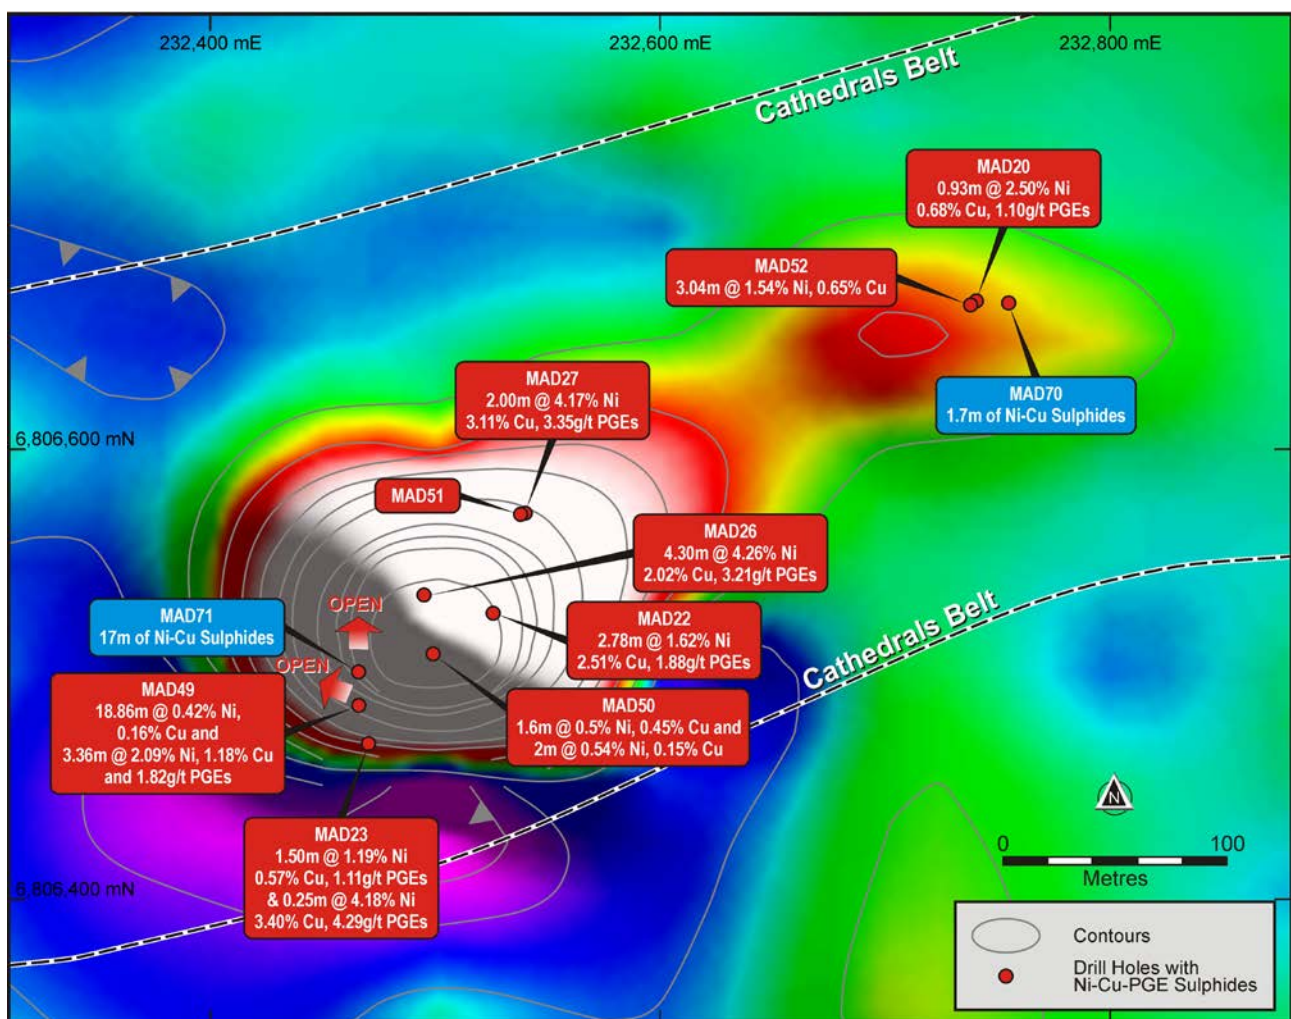 232,400 mE
232,600 mE
232,800 mE
Cathedrals Belt
MAD20
0.93m @ 2.50% Ni
0.68% Cu, 1.10g/t PGEs
MAD52
3.04m @ 1.54% Ni, 0.65% Cu
MAD27
2.00m @ 4.17% Ni
3.11% Cu, 3.35g/t PGEs
MAD70
1.7m of Ni-Cu Sulphides
6,806,600 mN
MAD51
MAD26
4.30m @ 4.26% Ni
2.02% Cu, 3.21g/t PGEs
OPEN
MAD71
17m of Ni-Cu Sulphides
MAD22
2.78m @ 1.62% Ni
2.51% Cu, 1.88g/t PGEs
Cathedrals Belt
OPEN
MAD49
18.86m @ 0.42% Ni,
0.16% Cu and
3.36m @ 2.09% Ni, 1.18% Cu
and 1.82g/t PGEs
MAD50
1.6m @ 0.5% Ni, 0.45% Cu and
2m @ 0.54% Ni, 0.15% Cu
N
MAD23
1.50m @ 1.19% Ni
0.57% Cu, 1.11g/t PGEs
& 0.25m @ 4.18% Ni
3.40% Cu, 4.29g/t PGEs
0 100
Metres
6,806,400 mN
Contours
Drill Holes with
Ni-Cu-PGE Sulphides